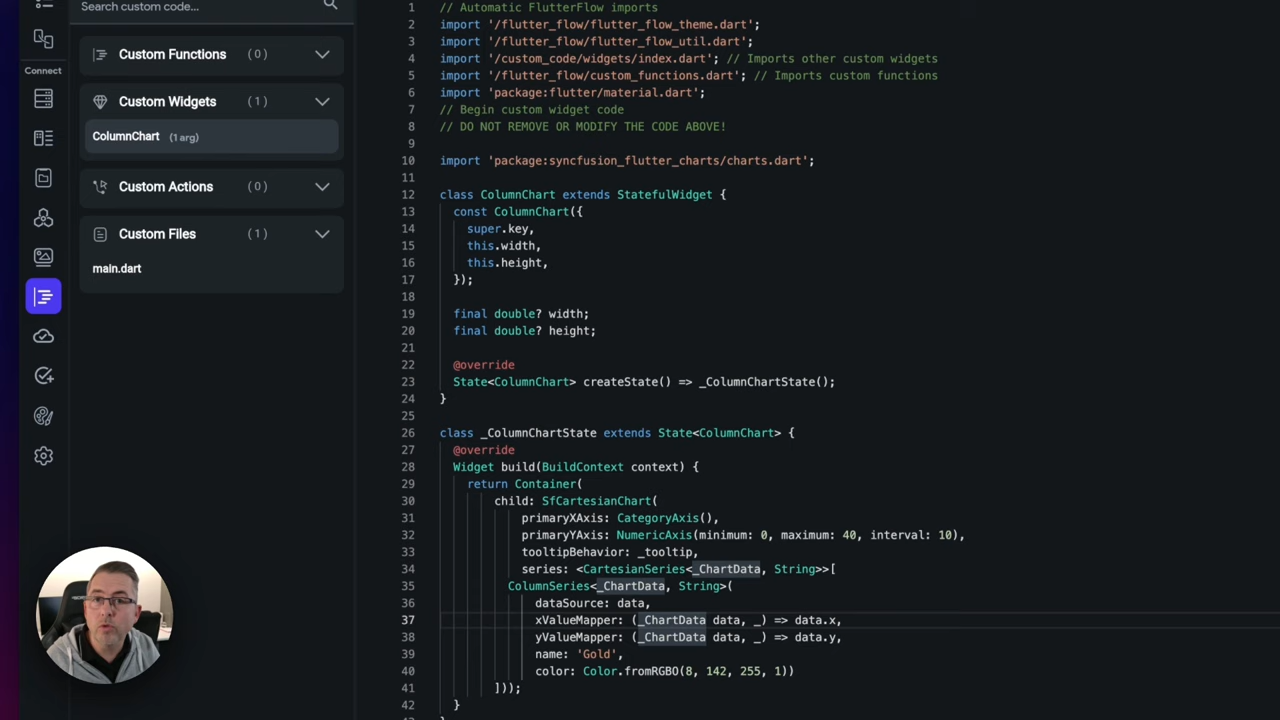 Search custom code...
Connect
Custom Functions (0)
Custom Widgets (1)
ColumnChart (1 arg)
Custom Actions (0)
Custom Files (1)
main.dart
1 // Automatic FlutterFlow imports
2 import '/flutter_flow/flutter_flow_theme.dart';
3 import '/flutter_flow/flutter_flow_util.dart';
4 import '/custom_code/widgets/index.dart'; // Imports other custom widgets
5 import '/flutter_flow/custom_functions.dart'; // Imports custom functions
6 import 'package:flutter/material.dart';
7 // Begin custom widget code
8 // DO NOT REMOVE OR MODIFY THE CODE ABOVE!
9
10 import 'package:syncfusion_flutter_charts/charts.dart';
11
12 class ColumnChart extends StatefulWidget {
13 const ColumnChart({
14 super.key,
15 this.width,
16 this.height,
17 });
18
19 final double? width;
20 final double? height;
21
22 @override
23 State<ColumnChart> createState() => _ColumnChartState();
24 }
25
26 class _ColumnChartState extends State<ColumnChart> {
27 @override
28 Widget build(BuildContext context) {
29 return Container(
30 child: SfCartesianChart(
31 primaryXAxis: CategoryAxis(),
32 primaryYAxis: NumericAxis(minimum: 0, maximum: 40, interval: 10),
33 tooltipBehavior: _tooltip,
34 series: <CartesianSeries<_ChartData, String>>[
35 ColumnSeries<_ChartData, String>(
36 dataSource: data,
37 xValueMapper: (_ChartData data, _) => data.x,
38 yValueMapper: (_ChartData data, _) => data.y,
39 name: 'Gold',
40 color: Color.fromRGBO(8, 142, 255, 1))
41 ]));
42 }